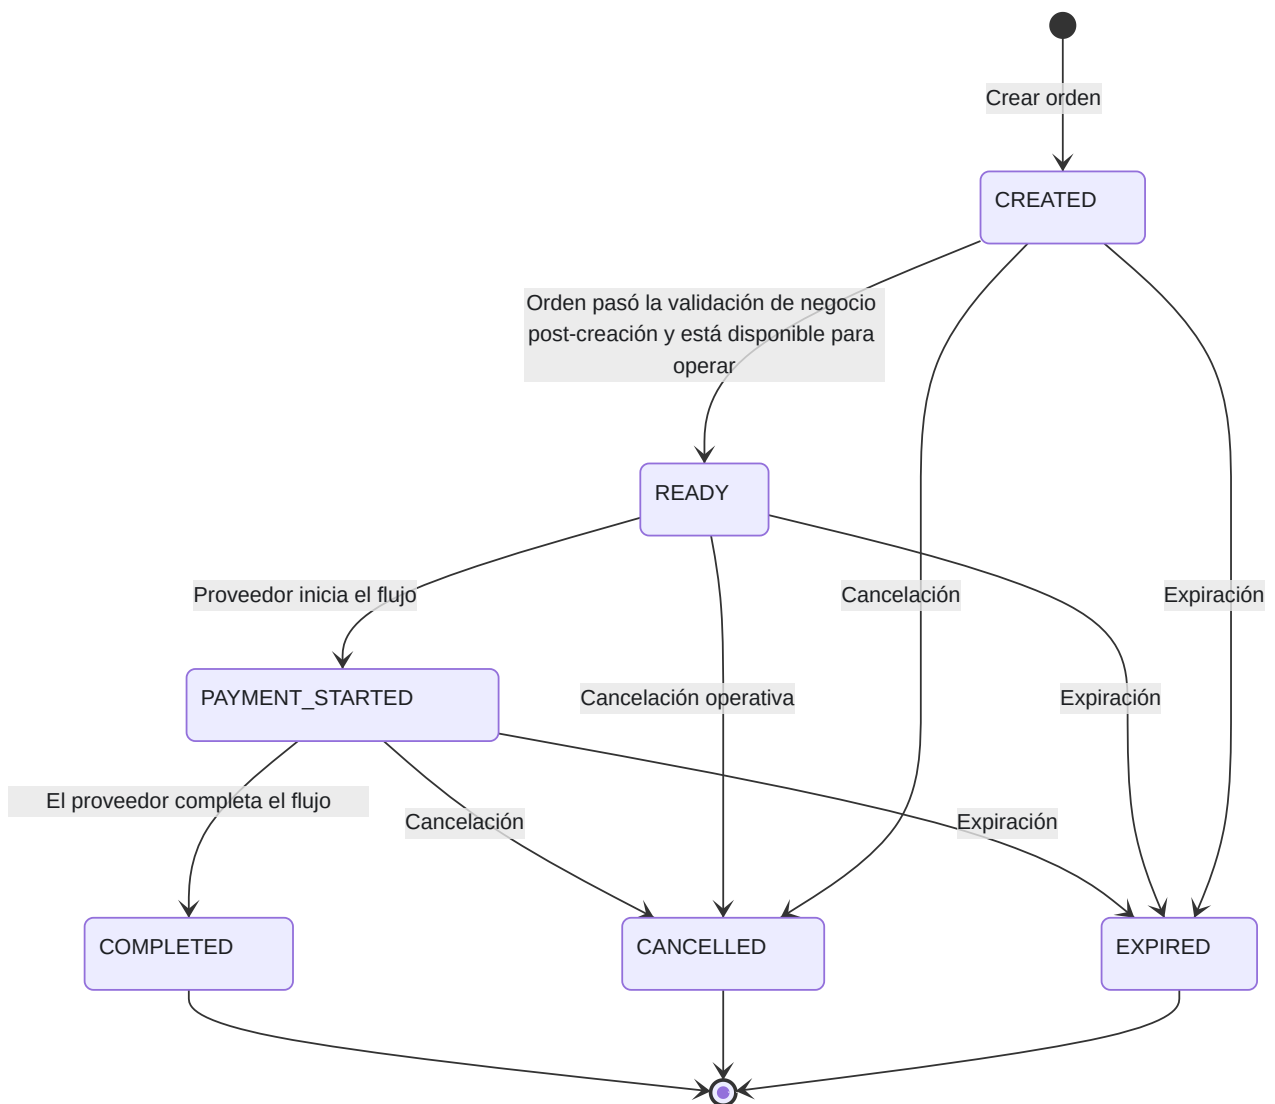 Crear orden
CREATED
Orden pasó la validación de negocio
post-creación y está disponible para
operar
READY
Proveedor inicia el flujo
Cancelación
Expiración
PAYMENT_STARTED
Cancelación operativa
Expiración
El proveedor completa el flujo
Cancelación
Expiración
COMPLETED
CANCELLED
EXPIRED